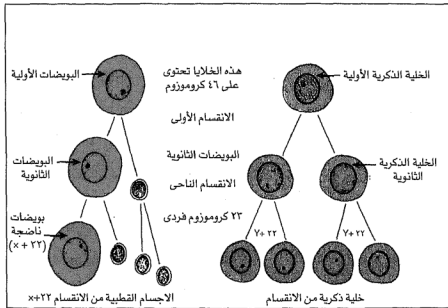 البويضات الأولية
هذه الخلايا تحتوى
على ٤٦ كروموزوم
الخلية الذكرية الأولية
الانقسام الأولى
البويضات
الثانوية
البويضات الثانوية
الانقسام الناحى
الخلية الذكرية
الثانوية
بويضات
ناضجة
(x + ٢٢)
٢٣ كروموزوم فردى
Y+ ٢٢
Y+ ٢٢
الاجسام القطبية من الانقسام x+٢٢
خلية ذكرية من الانقسام